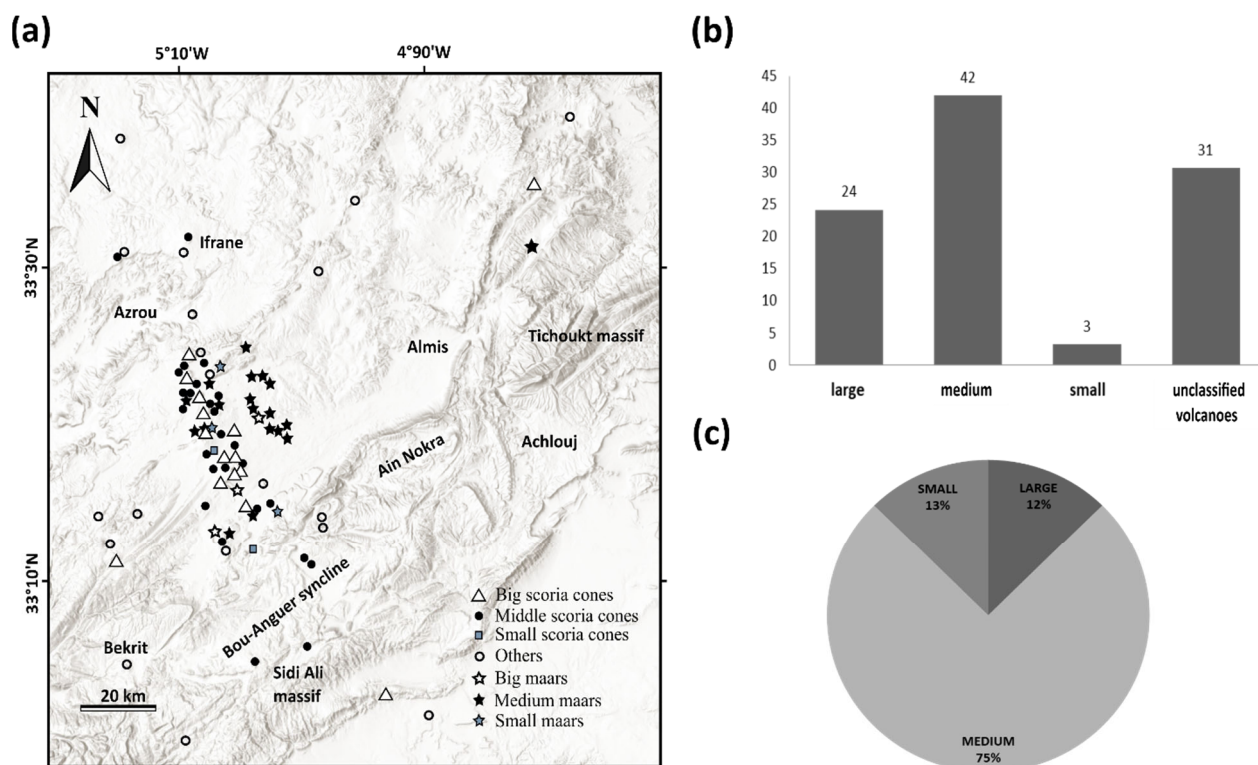 (a)
5°10'W
4°90'W
N
33°30'N
33°10'N
Ifrane
Azrou
Almis
Tichoukt massif
Achlouj
Ain Nokra
Bou-Anguer syncline
Bekrit
Sidi Ali
massif
20 km
Big scoria cones
Middle scoria cones
Small scoria cones
Others
Big maars
Medium maars
Small maars
(b)
45
40
35
30
25
20
15
10
5
0
24
42
3
31
large
medium
small
unclassified
volcanoes
(c)
SMALL
13%
LARGE
12%
MEDIUM
75%